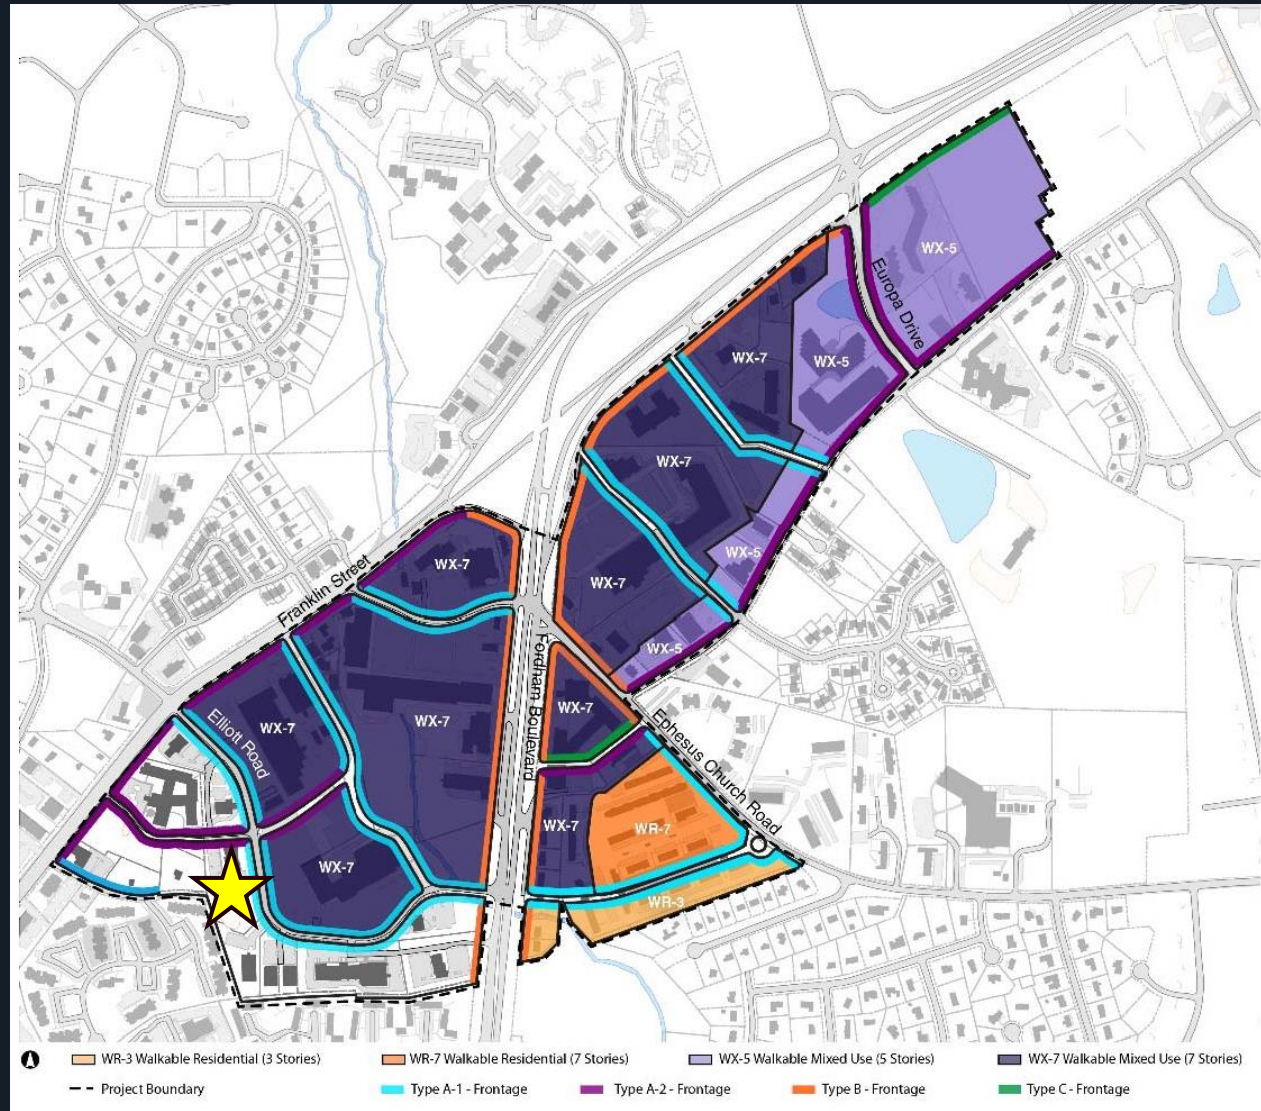 WX-5
Europa Drive
WX-7
WX-5
WX-7
WX-5
WX-7
WX-7
Franklin Street
WX-5
Fordham Boulevard
WX-7
Ephesus Church Road
WX-7
WX-7
Elliott Road
WX-7
WR-7
WX-7
WR-3
WR-3 Walkable Residential (3 Stories)
WR-7 Walkable Residential (7 Stories)
WX-5 Walkable Mixed Use (5 Stories)
WX-7 Walkable Mixed Use (7 Stories)
Project Boundary
Type A-1 - Frontage
Type A-2 - Frontage
Type B - Frontage
Type C - Frontage